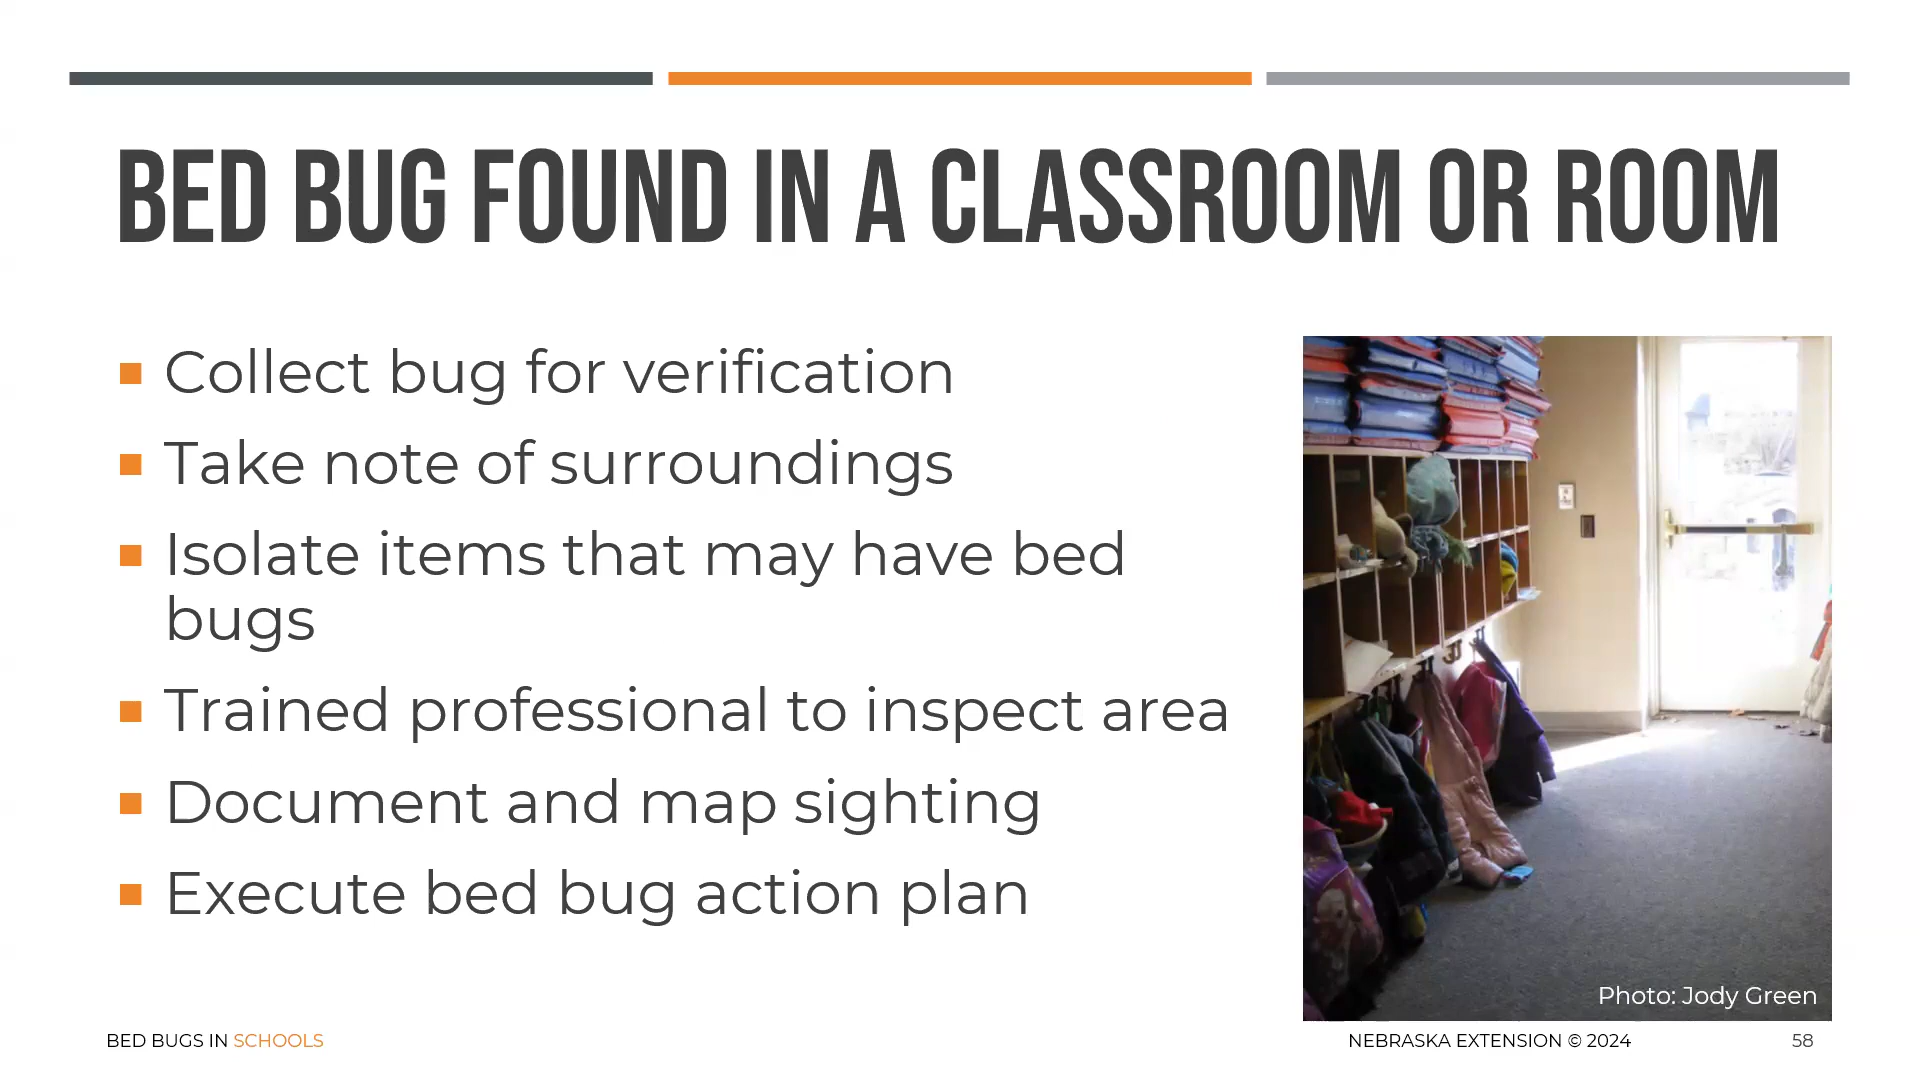 BED BUG FOUND IN A CLASSROOM OR ROOM
Collect bug for verification
Take note of surroundings
Isolate items that may have bed
bugs
Trained professional to inspect area
Document and map sighting
Execute bed bug action plan
Photo: Jody Green
BED BUGS IN SCHOOLS
NEBRASKA EXTENSION © 2024
58